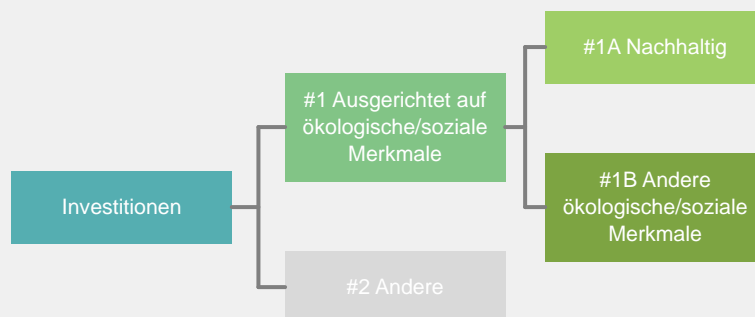 #1A Nachhaltig
#1 Ausgerichtet auf
ökologische/soziale
Merkmale
#1B Andere
ökologische/soziale
Merkmale
Investitionen
#2 Andere